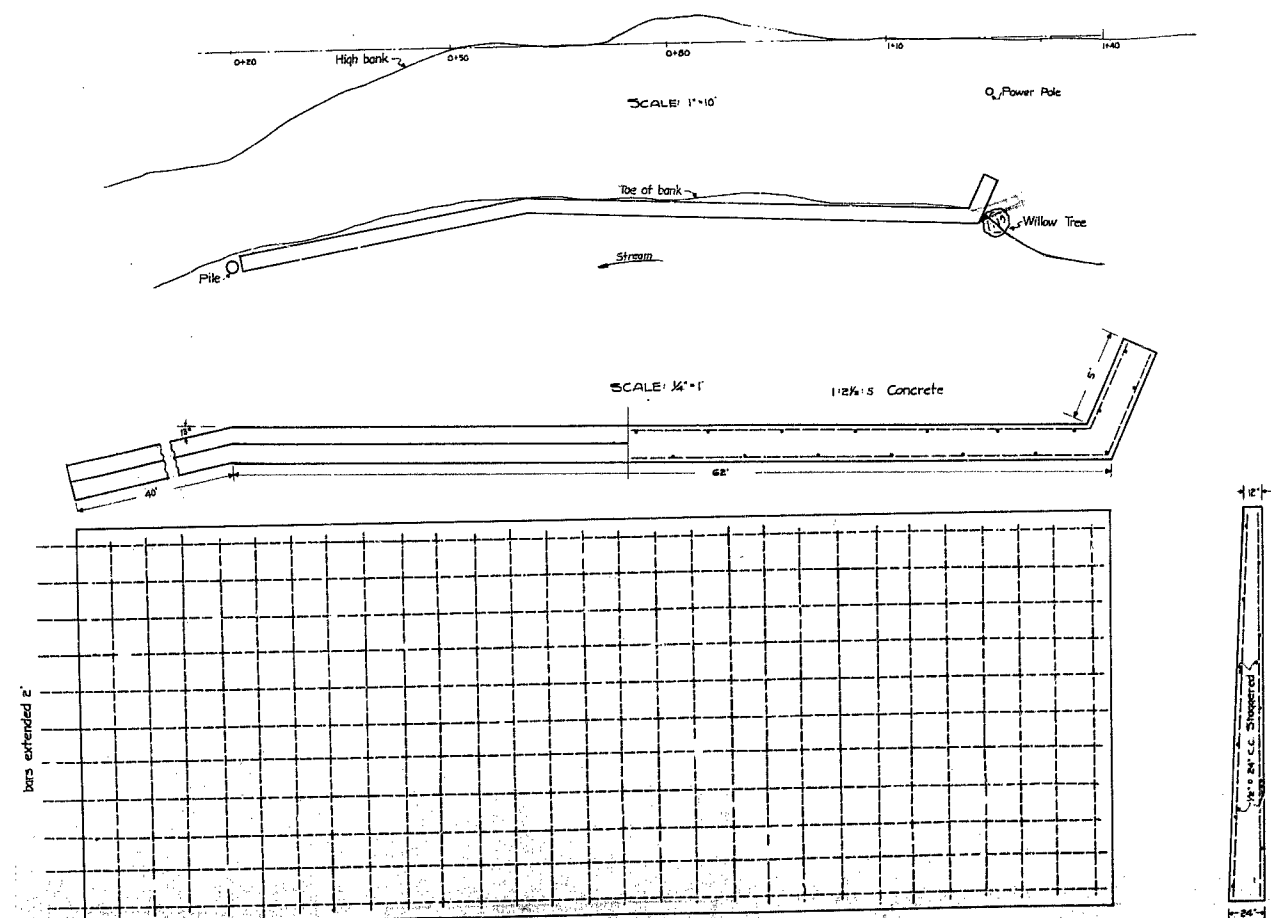 0+20
High bank
0+50
0+80
1+10
1+40
SCALE: 1"=10'
Power Pole
Toe of bank
Willow Tree
Stream
Pile
SCALE: ¼"=1'
1:2½:5 Concrete
5'
12"
62'
40'
12"
bars extended 2'
½" @ 24" C.C. Staggered
24"